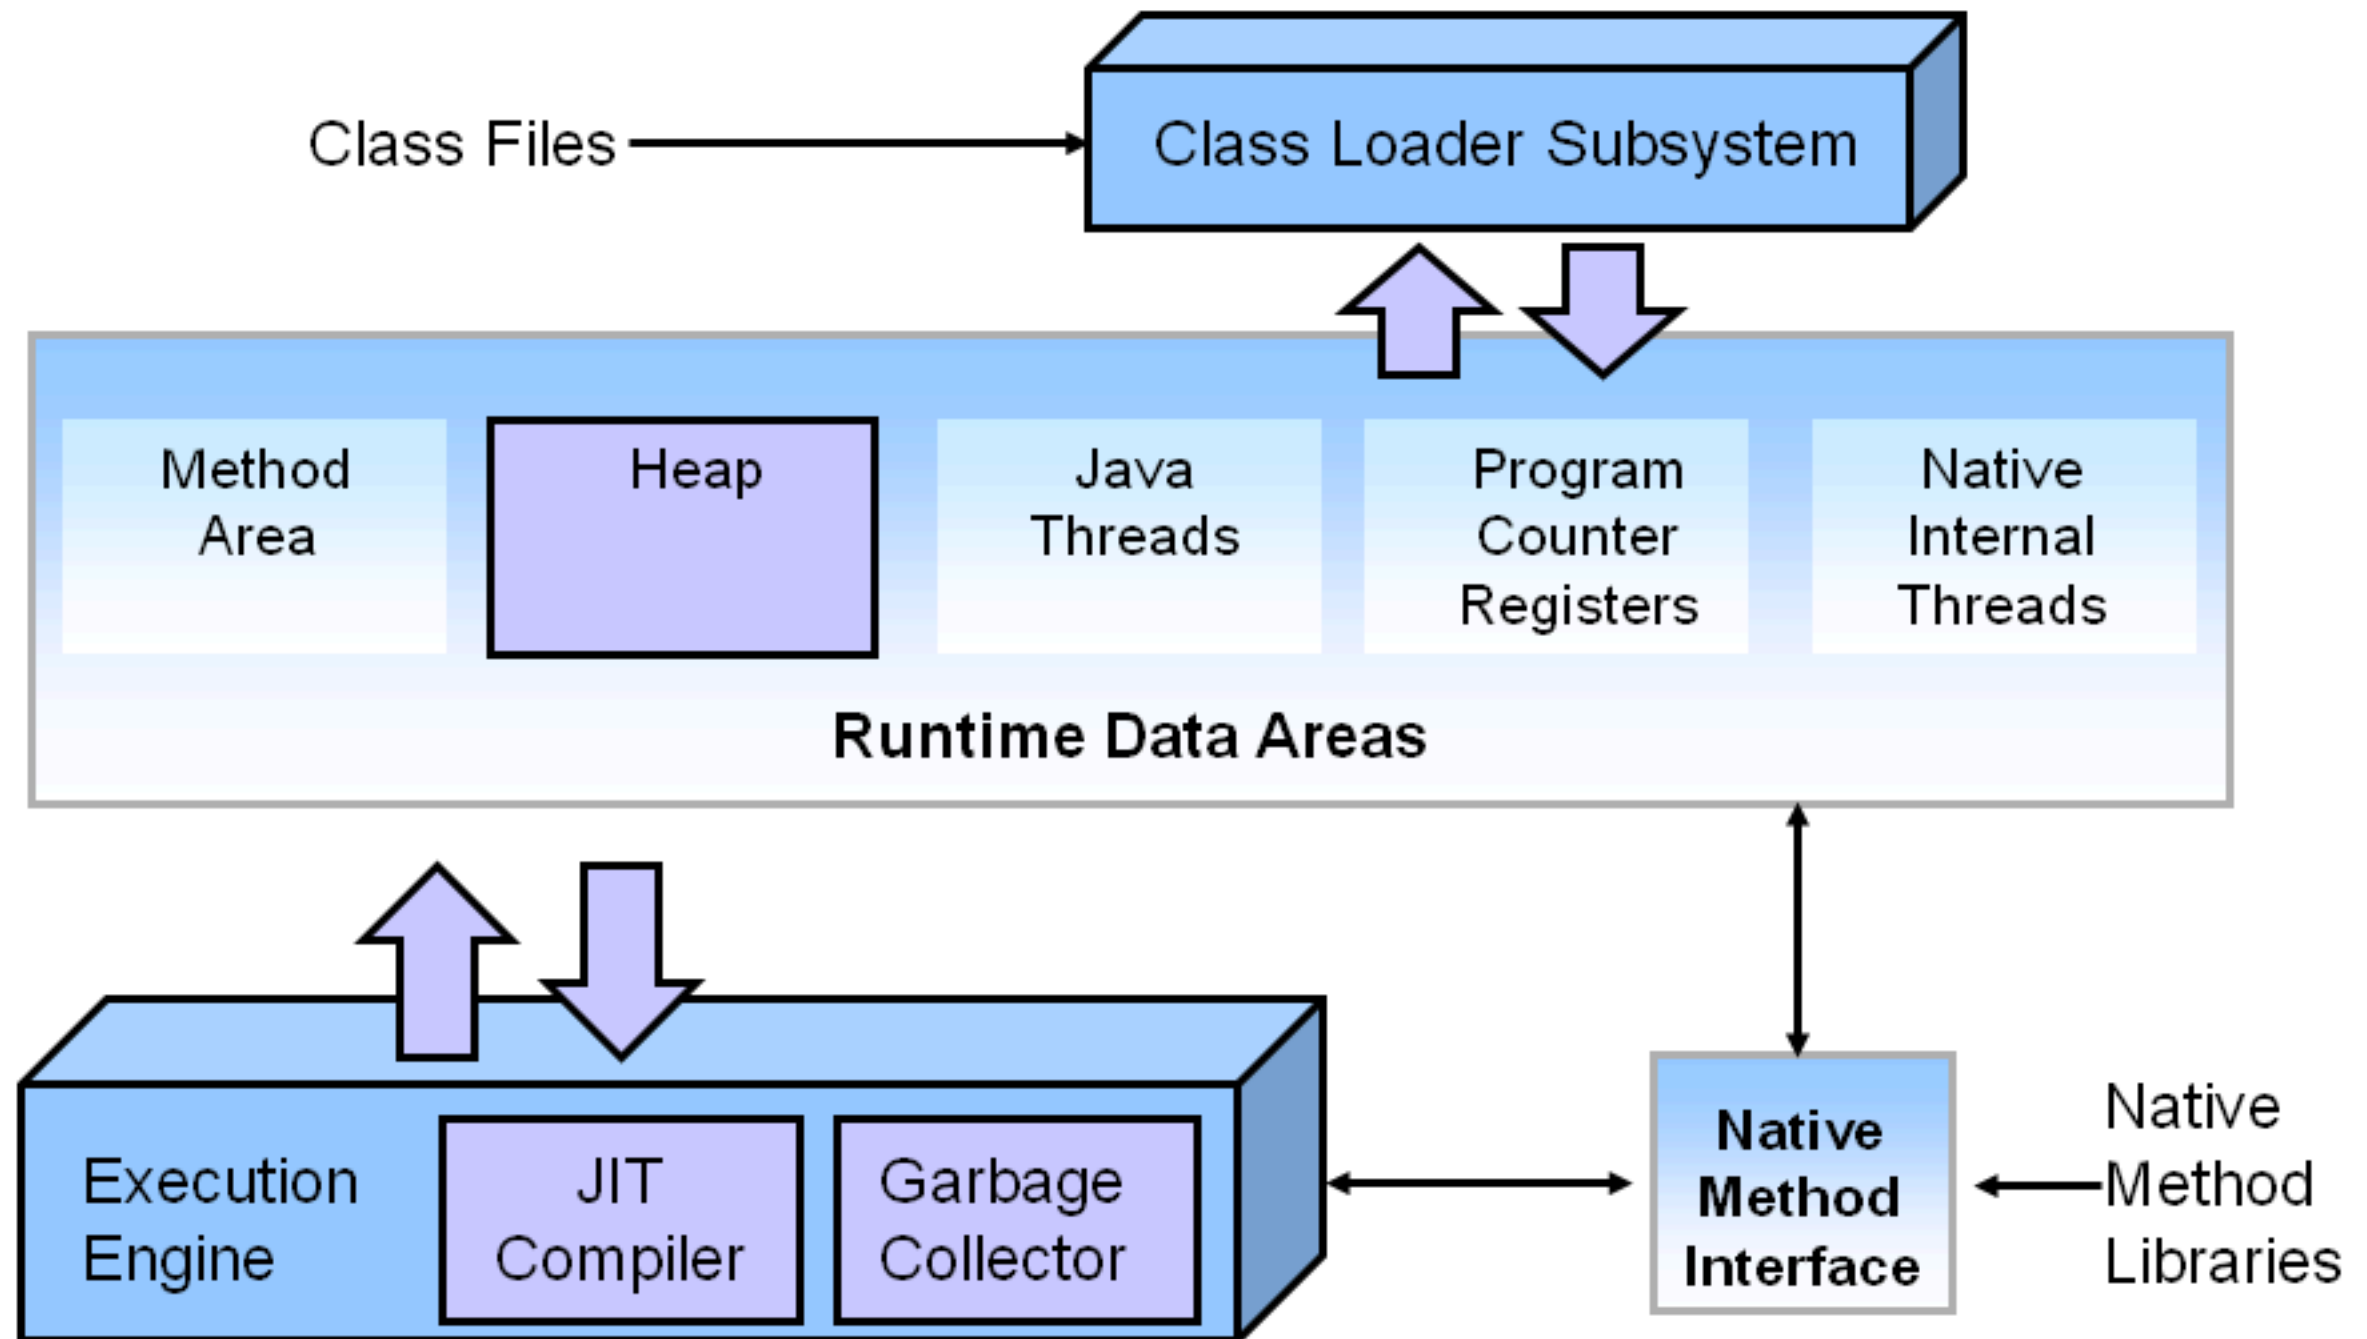 Class Files
Class Loader Subsystem
Method
Area
Heap
Java
Threads
Program
Counter
Registers
Native
Internal
Threads
Runtime Data Areas
Execution
Engine
JIT
Compiler
Garbage
Collector
Native
Method
Interface
Native
Method
Libraries